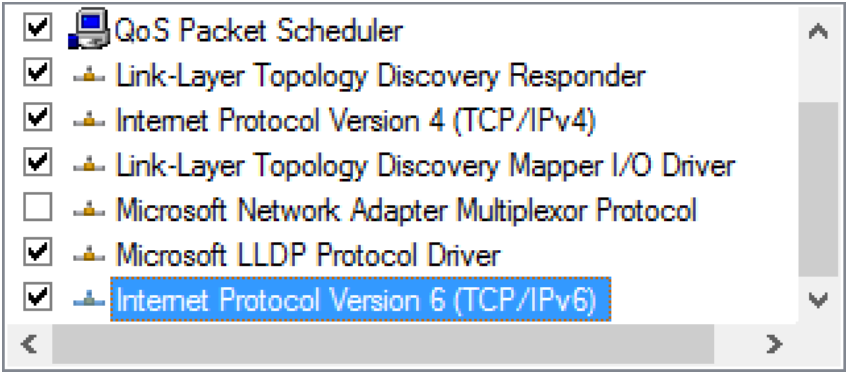 QoS Packet Scheduler
Link-Layer Topology Discovery Responder
Internet Protocol Version 4 (TCP/IPv4)
Link-Layer Topology Discovery Mapper I/O Driver
Microsoft Network Adapter Multiplexor Protocol
Microsoft LLDP Protocol Driver
Internet Protocol Version 6 (TCP/IPv6)